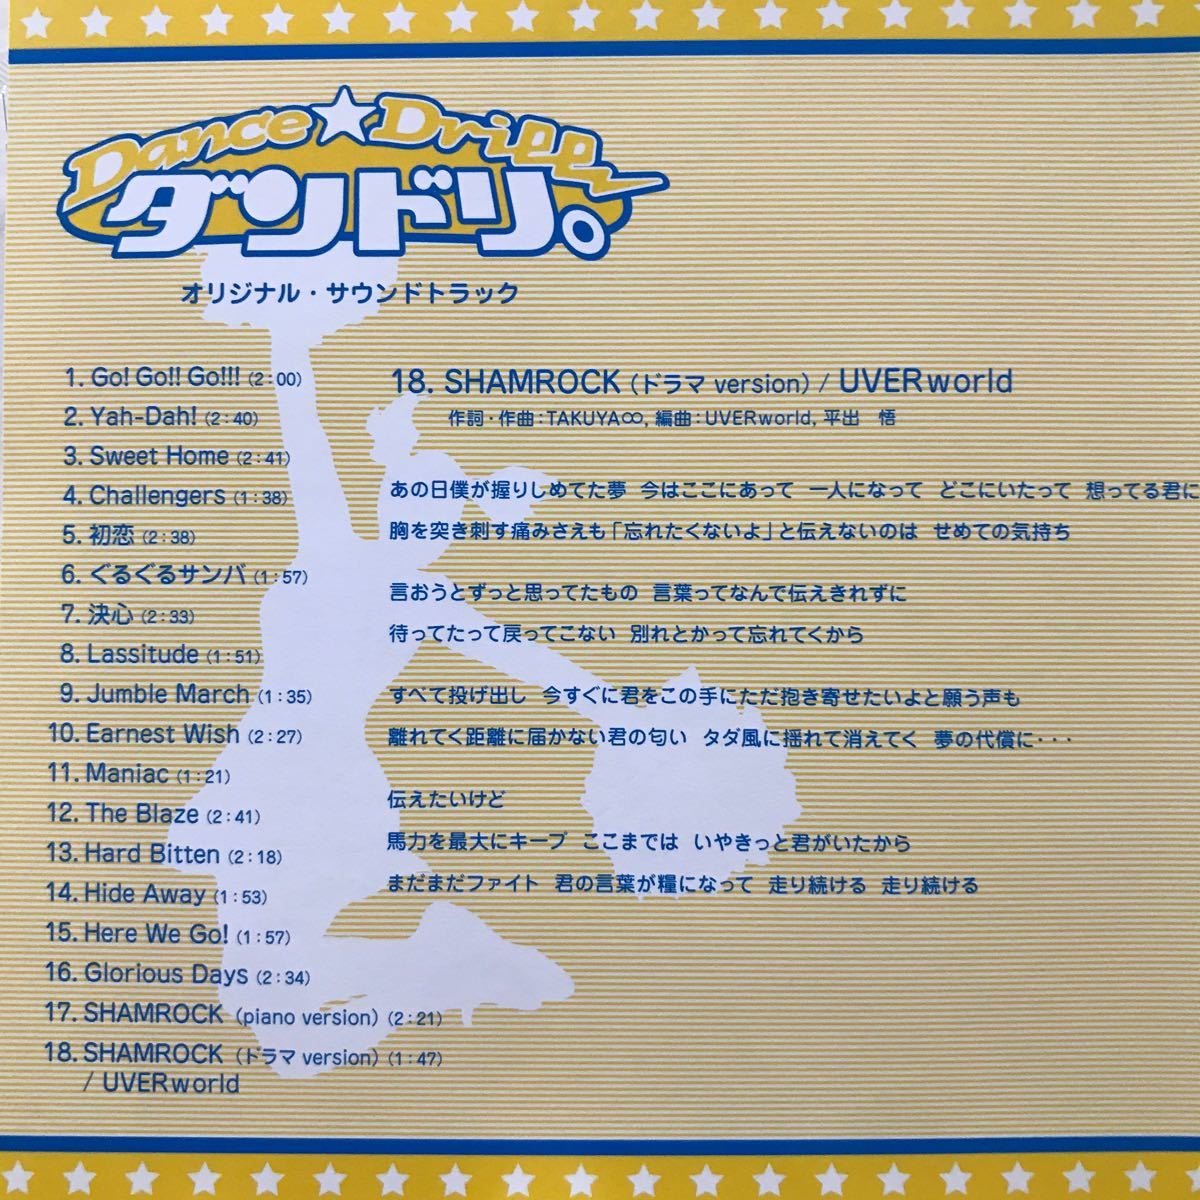 Dance★Drill
ダンドリ。
オリジナル・サウンドトラック
1. Go! Go!! Go!!! (2:00)
2. Yah-Dah! (2:40)
3. Sweet Home (2:41)
4. Challengers (1:38)
5. 初恋 (2:38)
6. ぐるぐるサンバ (1:57)
7. 決心 (2:33)
8. Lassitude (1:51)
9. Jumble March (1:35)
10. Earnest Wish (2:27)
11. Maniac (1:21)
12. The Blaze (2:41)
13. Hard Bitten (2:18)
14. Hide Away (1:53)
15. Here We Go! (1:57)
16. Glorious Days (2:34)
17. SHAMROCK (piano version) (2:21)
18. SHAMROCK (ドラマ version) (1:47)
/ UVERworld
18. SHAMROCK (ドラマ version) / UVERworld
作詞・作曲:TAKUYA∞, 編曲:UVERworld, 平出 悟
あの日僕が握りしめてた夢 今はここにあって 一人になって どこにいたって 想ってる君に
胸を突き刺す痛みさえも「忘れたくないよ」と伝えないのは せめての気持ち
言おうとずっと思ってたもの 言葉ってなんで伝えきれずに
待ってたって戻ってこない 別れとかって忘れてくから
すべて投げ出し 今すぐに君をこの手にただ抱き寄せたいよと願う声も
離れてく距離に届かない君の匂い タダ風に揺れて消えてく 夢の代償に・・・
伝えたいけど
馬力を最大にキープ ここまでは いやきっと君がいたから
まだまだファイト 君の言葉が糧になって 走り続ける 走り続ける